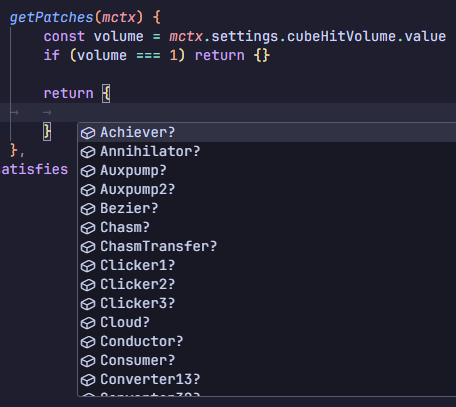 getPatches(mctx) {
const volume = mctx.settings.cubeHitVolume.value
if (volume === 1) return {}
return {
}
},
atisfies
Achiever?
Annihilator?
Auxpump?
Auxpump2?
Bezier?
Chasm?
ChasmTransfer?
Clicker1?
Clicker2?
Clicker3?
Cloud?
Conductor?
Consumer?
Converter13?